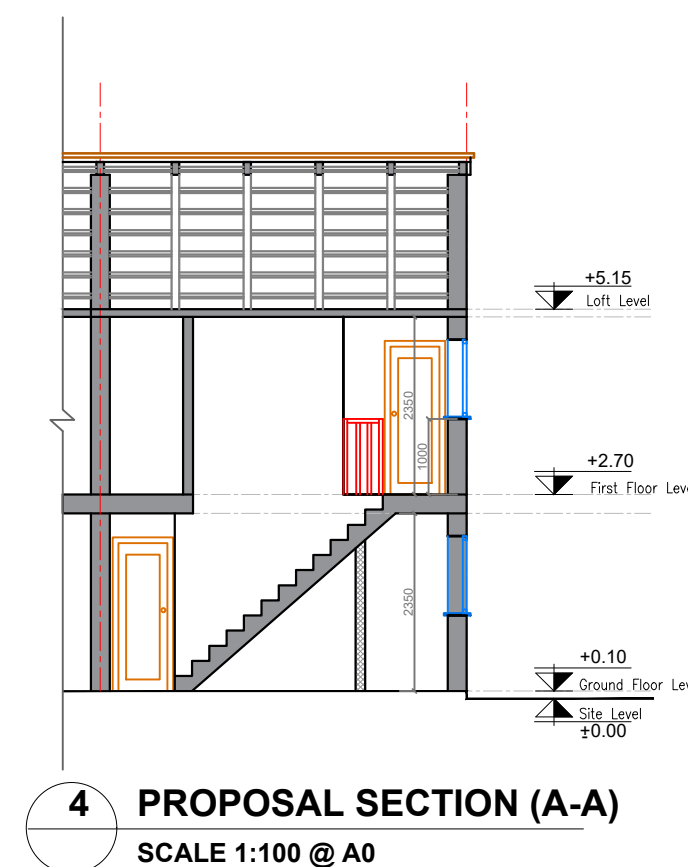 +5.15
Loft Level
2350
1000
+2.70
First Floor Lev
2350
+0.10
Ground Floor Lev
Site Level
±0.00
4 PROPOSAL SECTION (A-A)
SCALE 1:100 @ A0